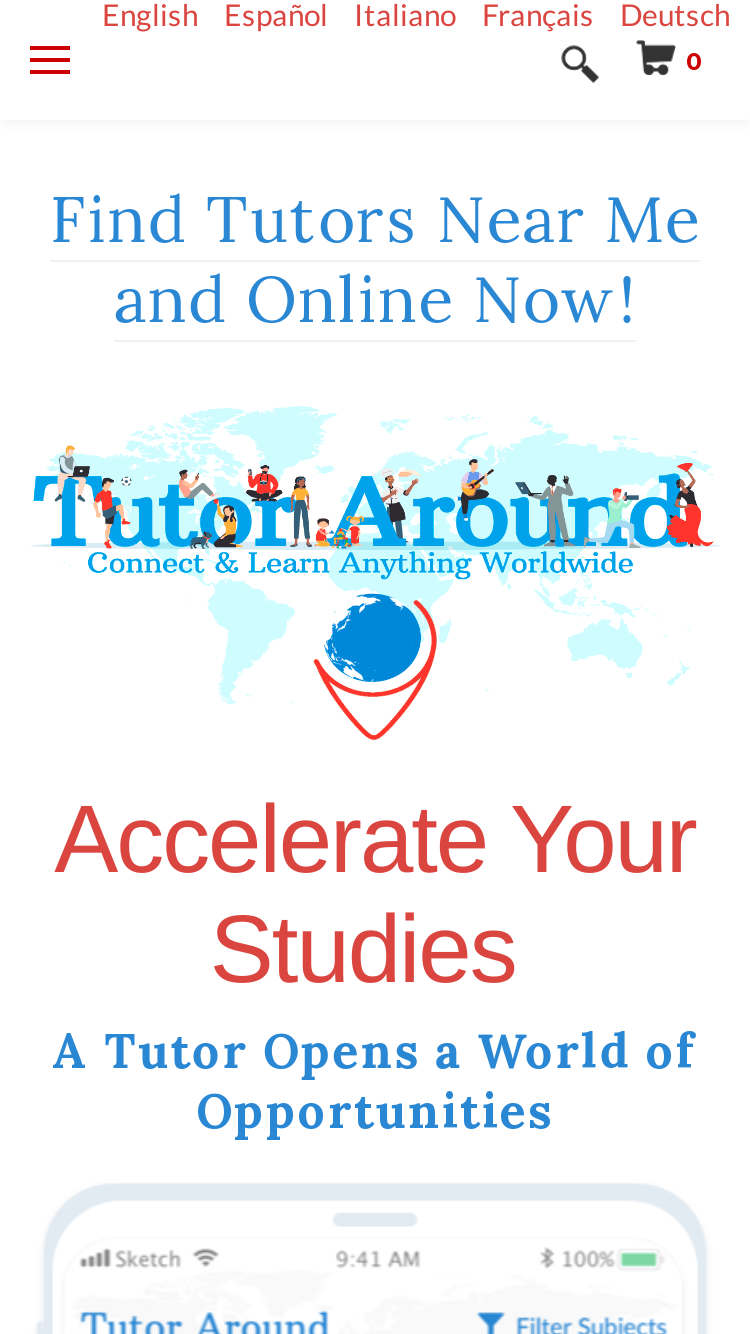 English Español Italiano Français Deutsch
0
Find Tutors Near Me
and Online Now!
Tutor Around
Connect & Learn Anything Worldwide
Accelerate Your
Studies
A Tutor Opens a World of
Opportunities
Sketch 9:41 AM 100%
Tutor Around Filter Subjects